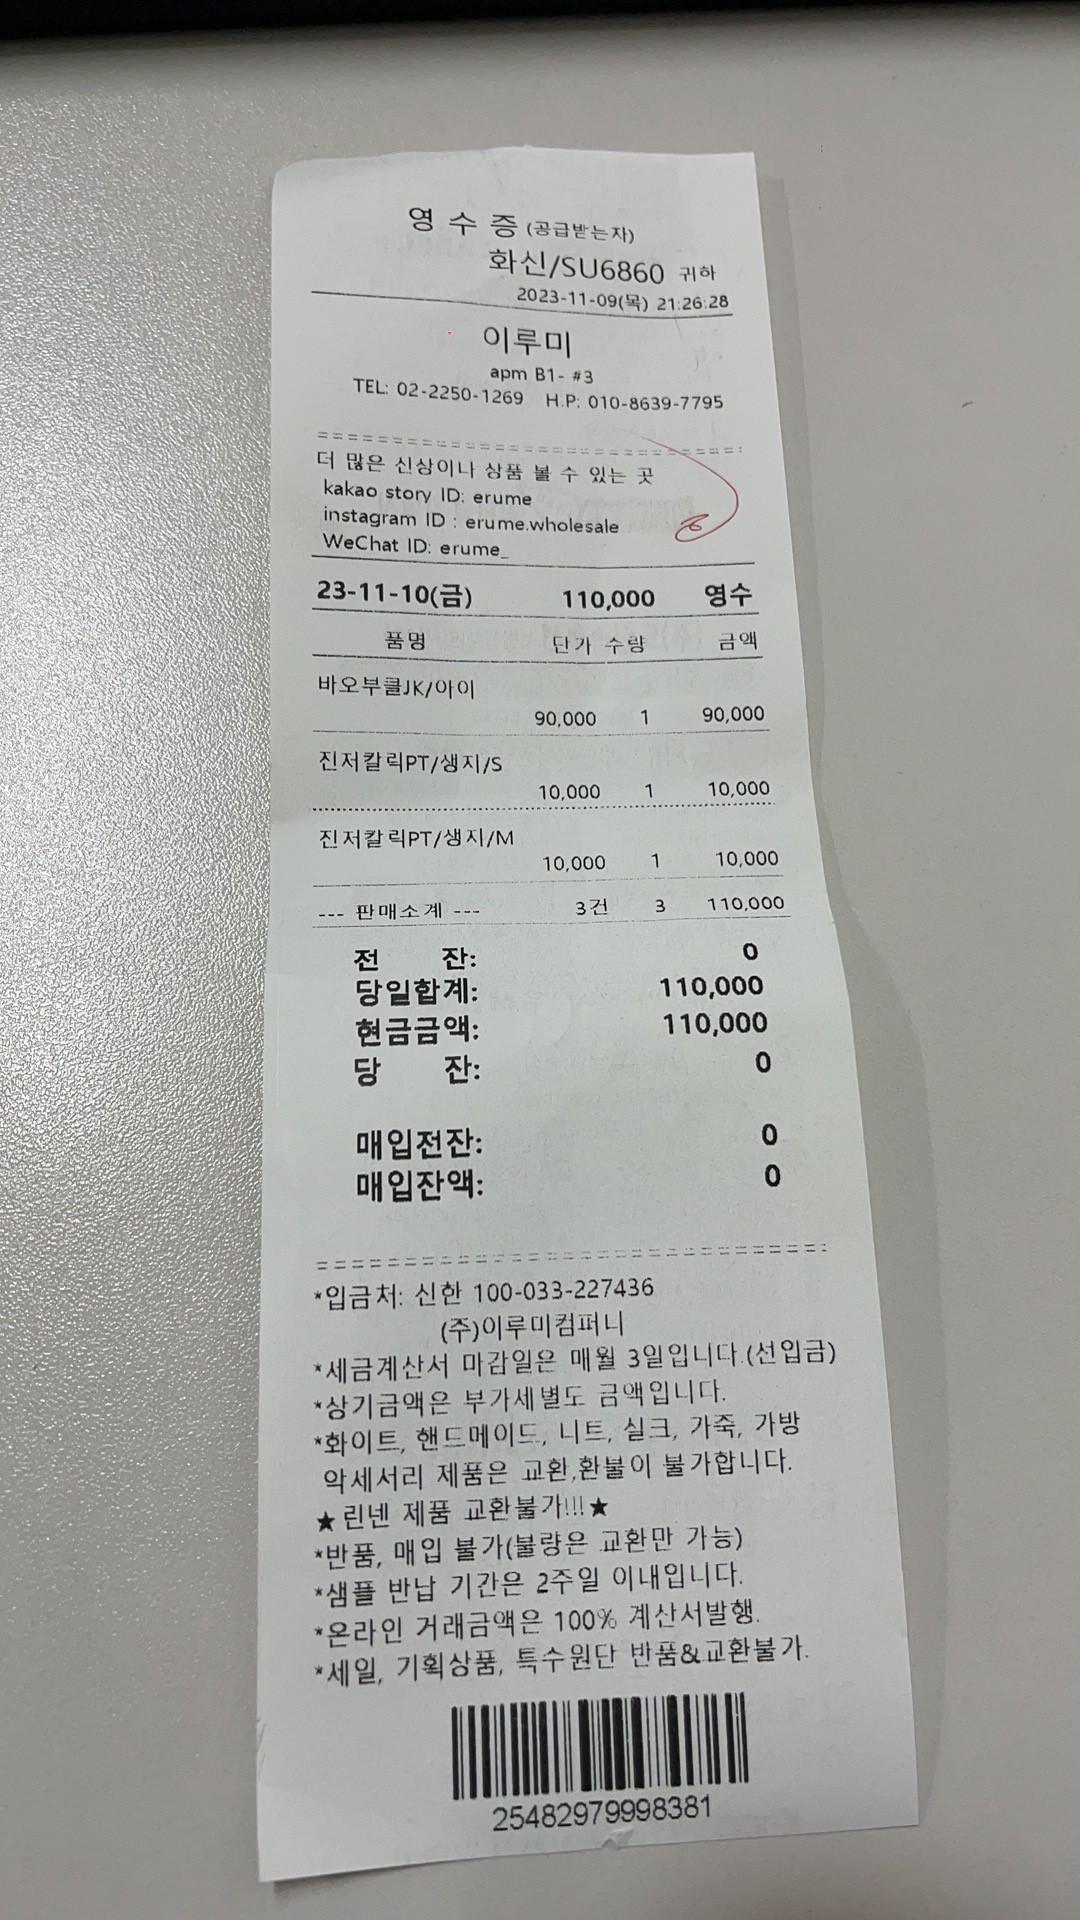 영 수 증 (공급받는자)
화신/SU6860 귀하
2023-11-09(목) 21:26:28
이루미
apm B1- #3
TEL: 02-2250-1269 H.P: 010-8639-7795
더 많은 신상이나 상품 볼 수 있는 곳
kakao story ID: erume
instagram ID : erume.wholesale
WeChat ID: erume_
23-11-10(금) 110,000 영수
품명 단가 수량 금액
바오부클JK/아이
90,000 1 90,000
진저칼릭PT/생지/S
10,000 1 10,000
진저칼릭PT/생지/M
10,000 1 10,000
--- 판매소계 --- 3건 3 110,000
전 잔: 0
당일합계: 110,000
현금금액: 110,000
당 잔: 0
매입전잔: 0
매입잔액: 0
*입금처: 신한 100-033-227436
(주)이루미컴퍼니
*세금계산서 마감일은 매월 3일입니다.(선입금)
*상기금액은 부가세별도 금액입니다.
*화이트, 핸드메이드, 니트, 실크, 가죽, 가방
악세서리 제품은 교환,환불이 불가합니다.
★린넨 제품 교환불가!!!★
*반품, 매입 불가(불량은 교환만 가능)
*샘플 반납 기간은 2주일 이내입니다.
*온라인 거래금액은 100% 계산서발행.
*세일, 기획상품, 특수원단 반품&교환불가.
25482979998381